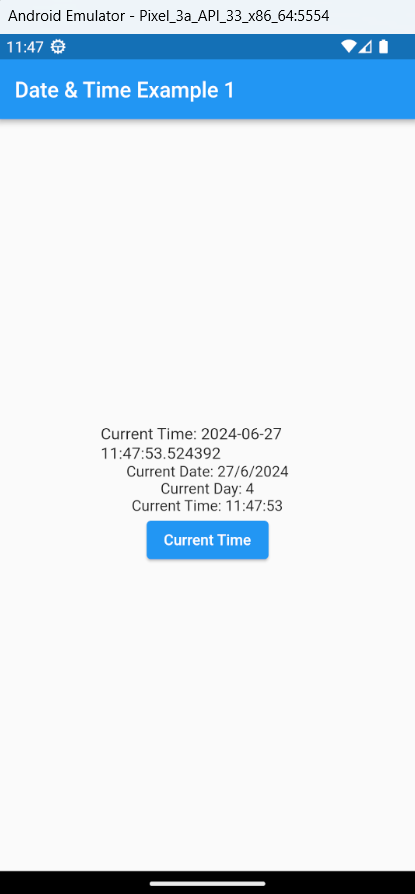 Android Emulator - Pixel_3a_API_33_x86_64:5554
11:47
Date & Time Example 1
Current Time: 2024-06-27
11:47:53.524392
Current Date: 27/6/2024
Current Day: 4
Current Time: 11:47:53
Current Time